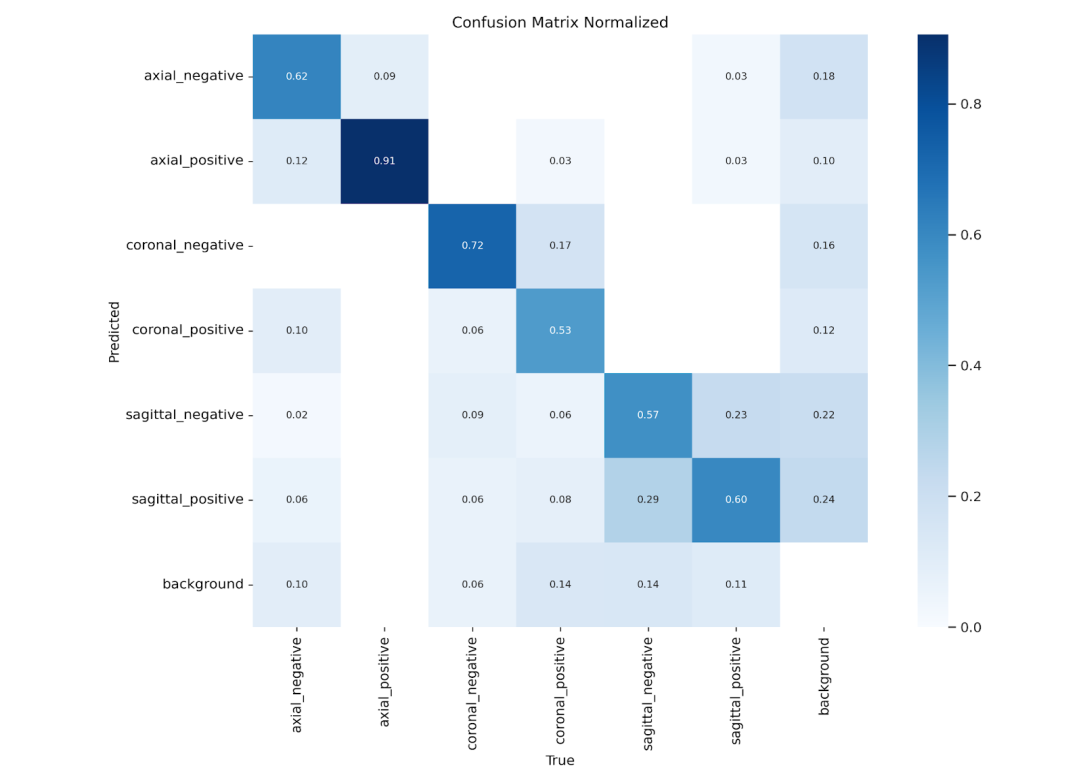 Confusion Matrix Normalized
axial_negative
0.62
0.09
0.03
0.18
0.8
axial_positive
0.12
0.91
0.03
0.03
0.10
0.6
coronal_negative
0.72
0.17
0.16
Predicted
coronal_positive
0.10
0.06
0.53
0.12
0.4
sagittal_negative
0.02
0.09
0.06
0.57
0.23
0.22
0.2
sagittal_positive
0.06
0.06
0.08
0.29
0.60
0.24
background
0.10
0.06
0.14
0.14
0.11
0.0
axial_negative
axial_positive
coronal_negative
coronal_positive
sagittal_negative
sagittal_positive
background
True